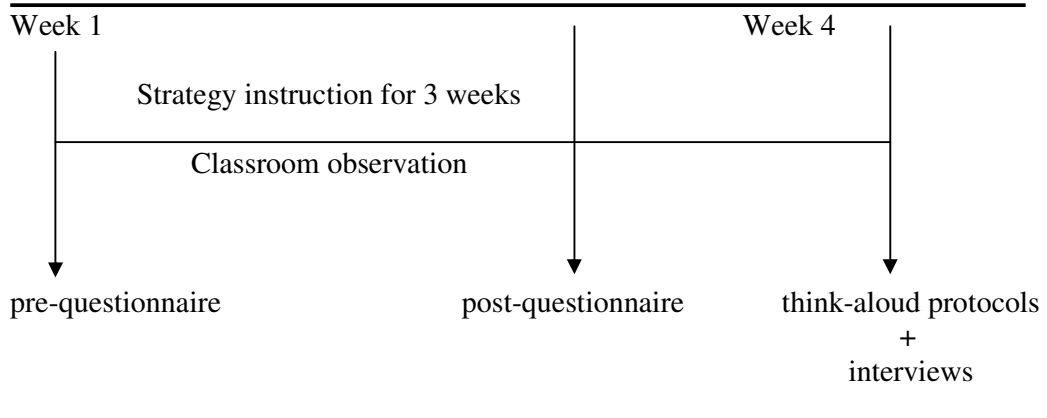 Week 1 Week 4
Strategy instruction for 3 weeks
Classroom observation
pre-questionnaire post-questionnaire think-aloud protocols
+
interviews